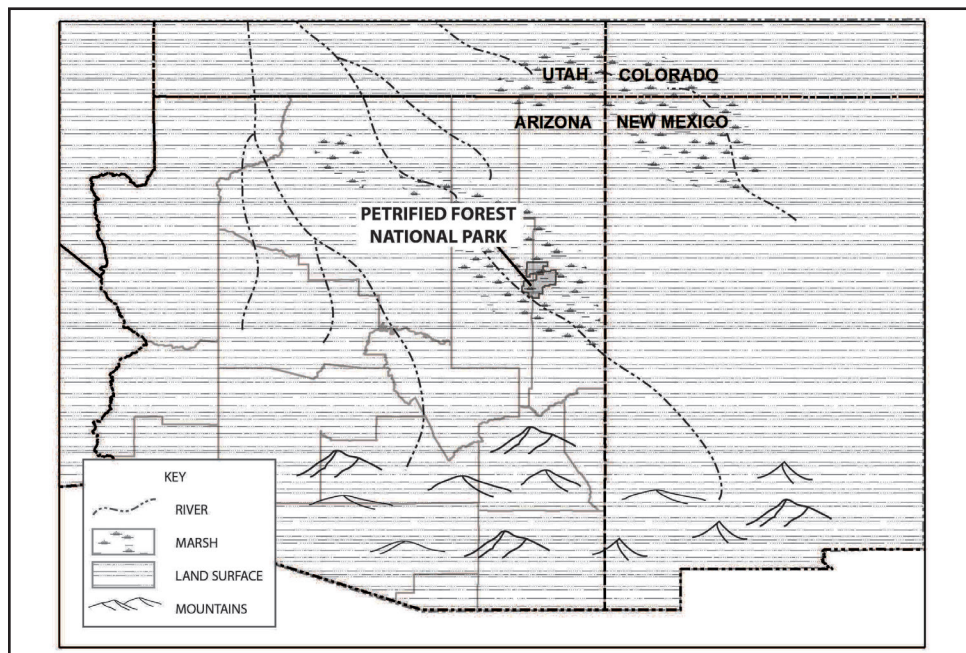 UTAH COLORADO
ARIZONA NEW MEXICO
PETRIFIED FOREST
NATIONAL PARK
KEY
RIVER
MARSH
LAND SURFACE
MOUNTAINS